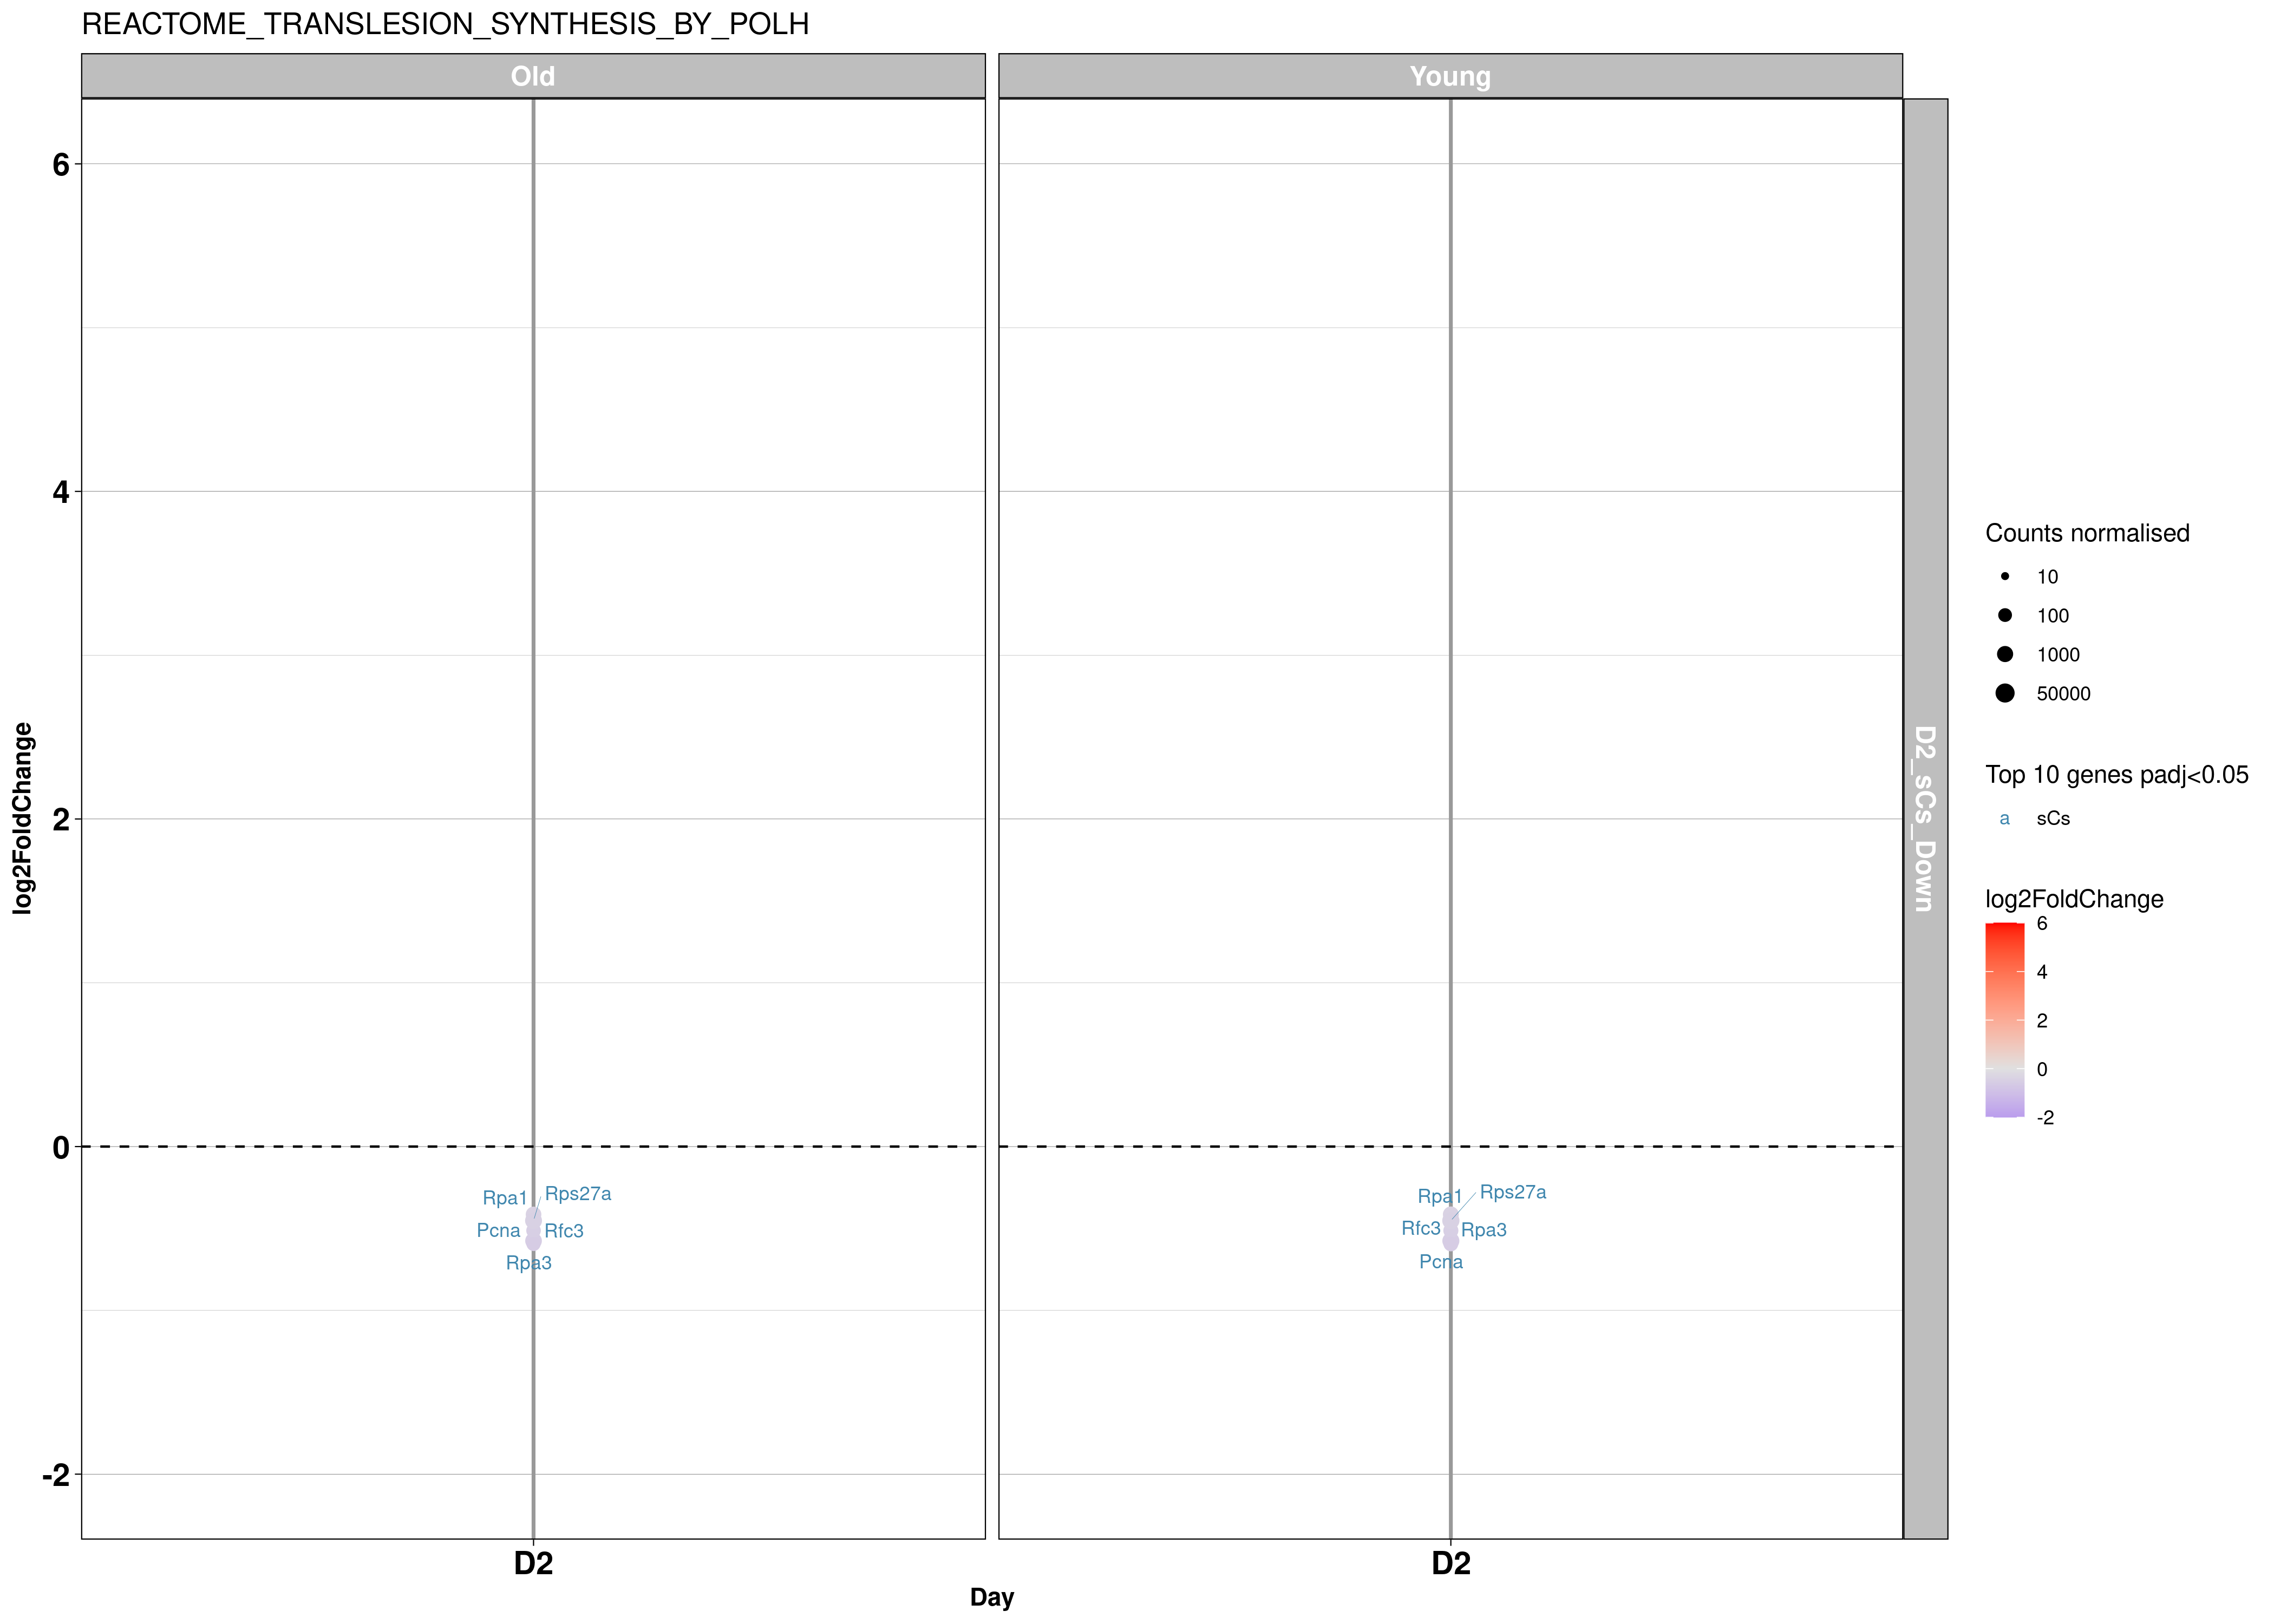 REACTOME_TRANSLESION_SYNTHESIS_BY_POLH
Old
Young
6
4
2
0
-2
log2FoldChange
Rpa1
Rps27a
Pcna
Rfc3
Rpa3
Rpa1
Rps27a
Rfc3
Rpa3
Pcna
D2_sCs_Down
D2
D2
Day
Counts normalised
10
100
1000
50000
Top 10 genes padj<0.05
a sCs
log2FoldChange
6
4
2
0
-2